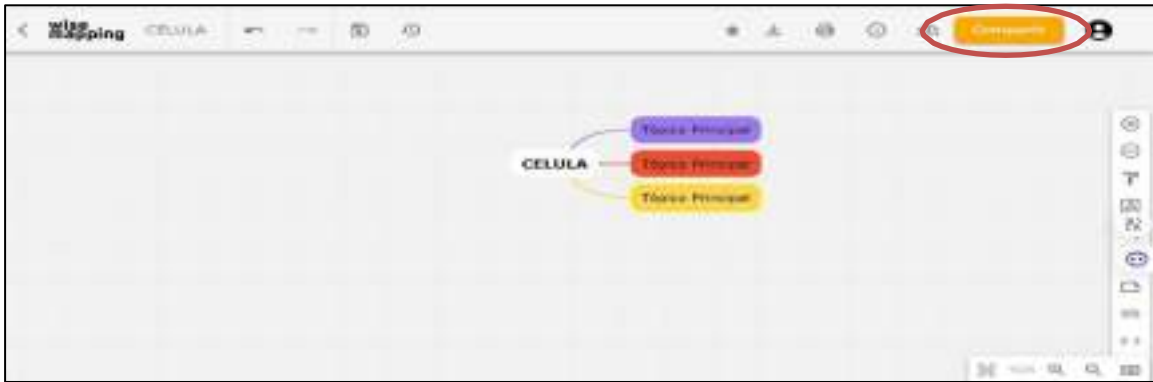 wise
mapping
CELULA
Compartir
Tópico Principal
CELULA
Tópico Principal
Tópico Principal